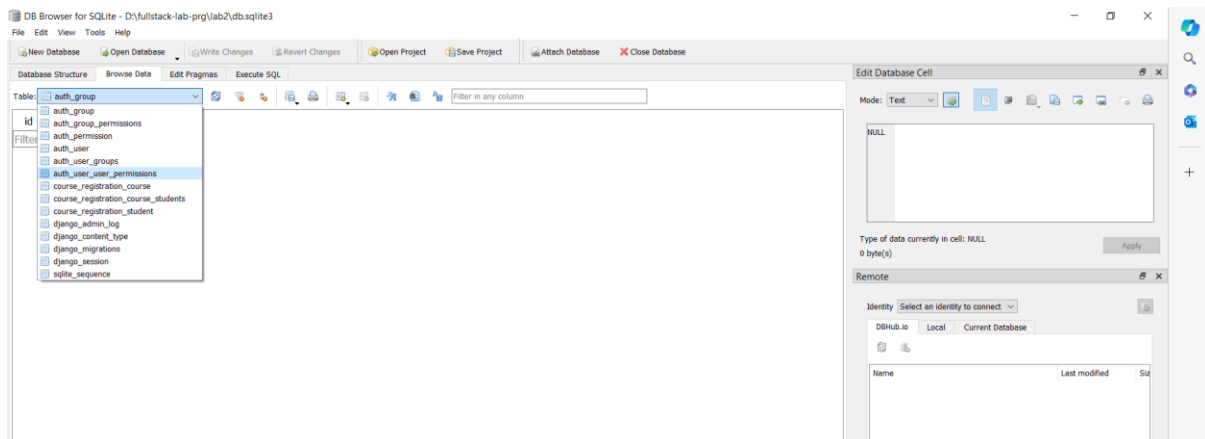 DB Browser for SQLite - D:\fullstack-lab-prg\lab2\db.sqlite3
File Edit View Tools Help
New Database Open Database Write Changes Revert Changes Open Project Save Project Attach Database Close Database
Database Structure Browse Data Edit Pragmas Execute SQL
Table: auth_group Filter in any column
id
Filter
auth_group
auth_group_permissions
auth_permission
auth_user
auth_user_groups
auth_user_user_permissions
course_registration_course
course_registration_course_students
course_registration_student
django_admin_log
django_content_type
django_migrations
django_session
sqlite_sequence
Edit Database Cell
Mode: Text
NULL
Type of data currently in cell: NULL
0 byte(s)
Apply
Remote
Identity Select an identity to connect
DBHub.io Local Current Database
Name Last modified Siz